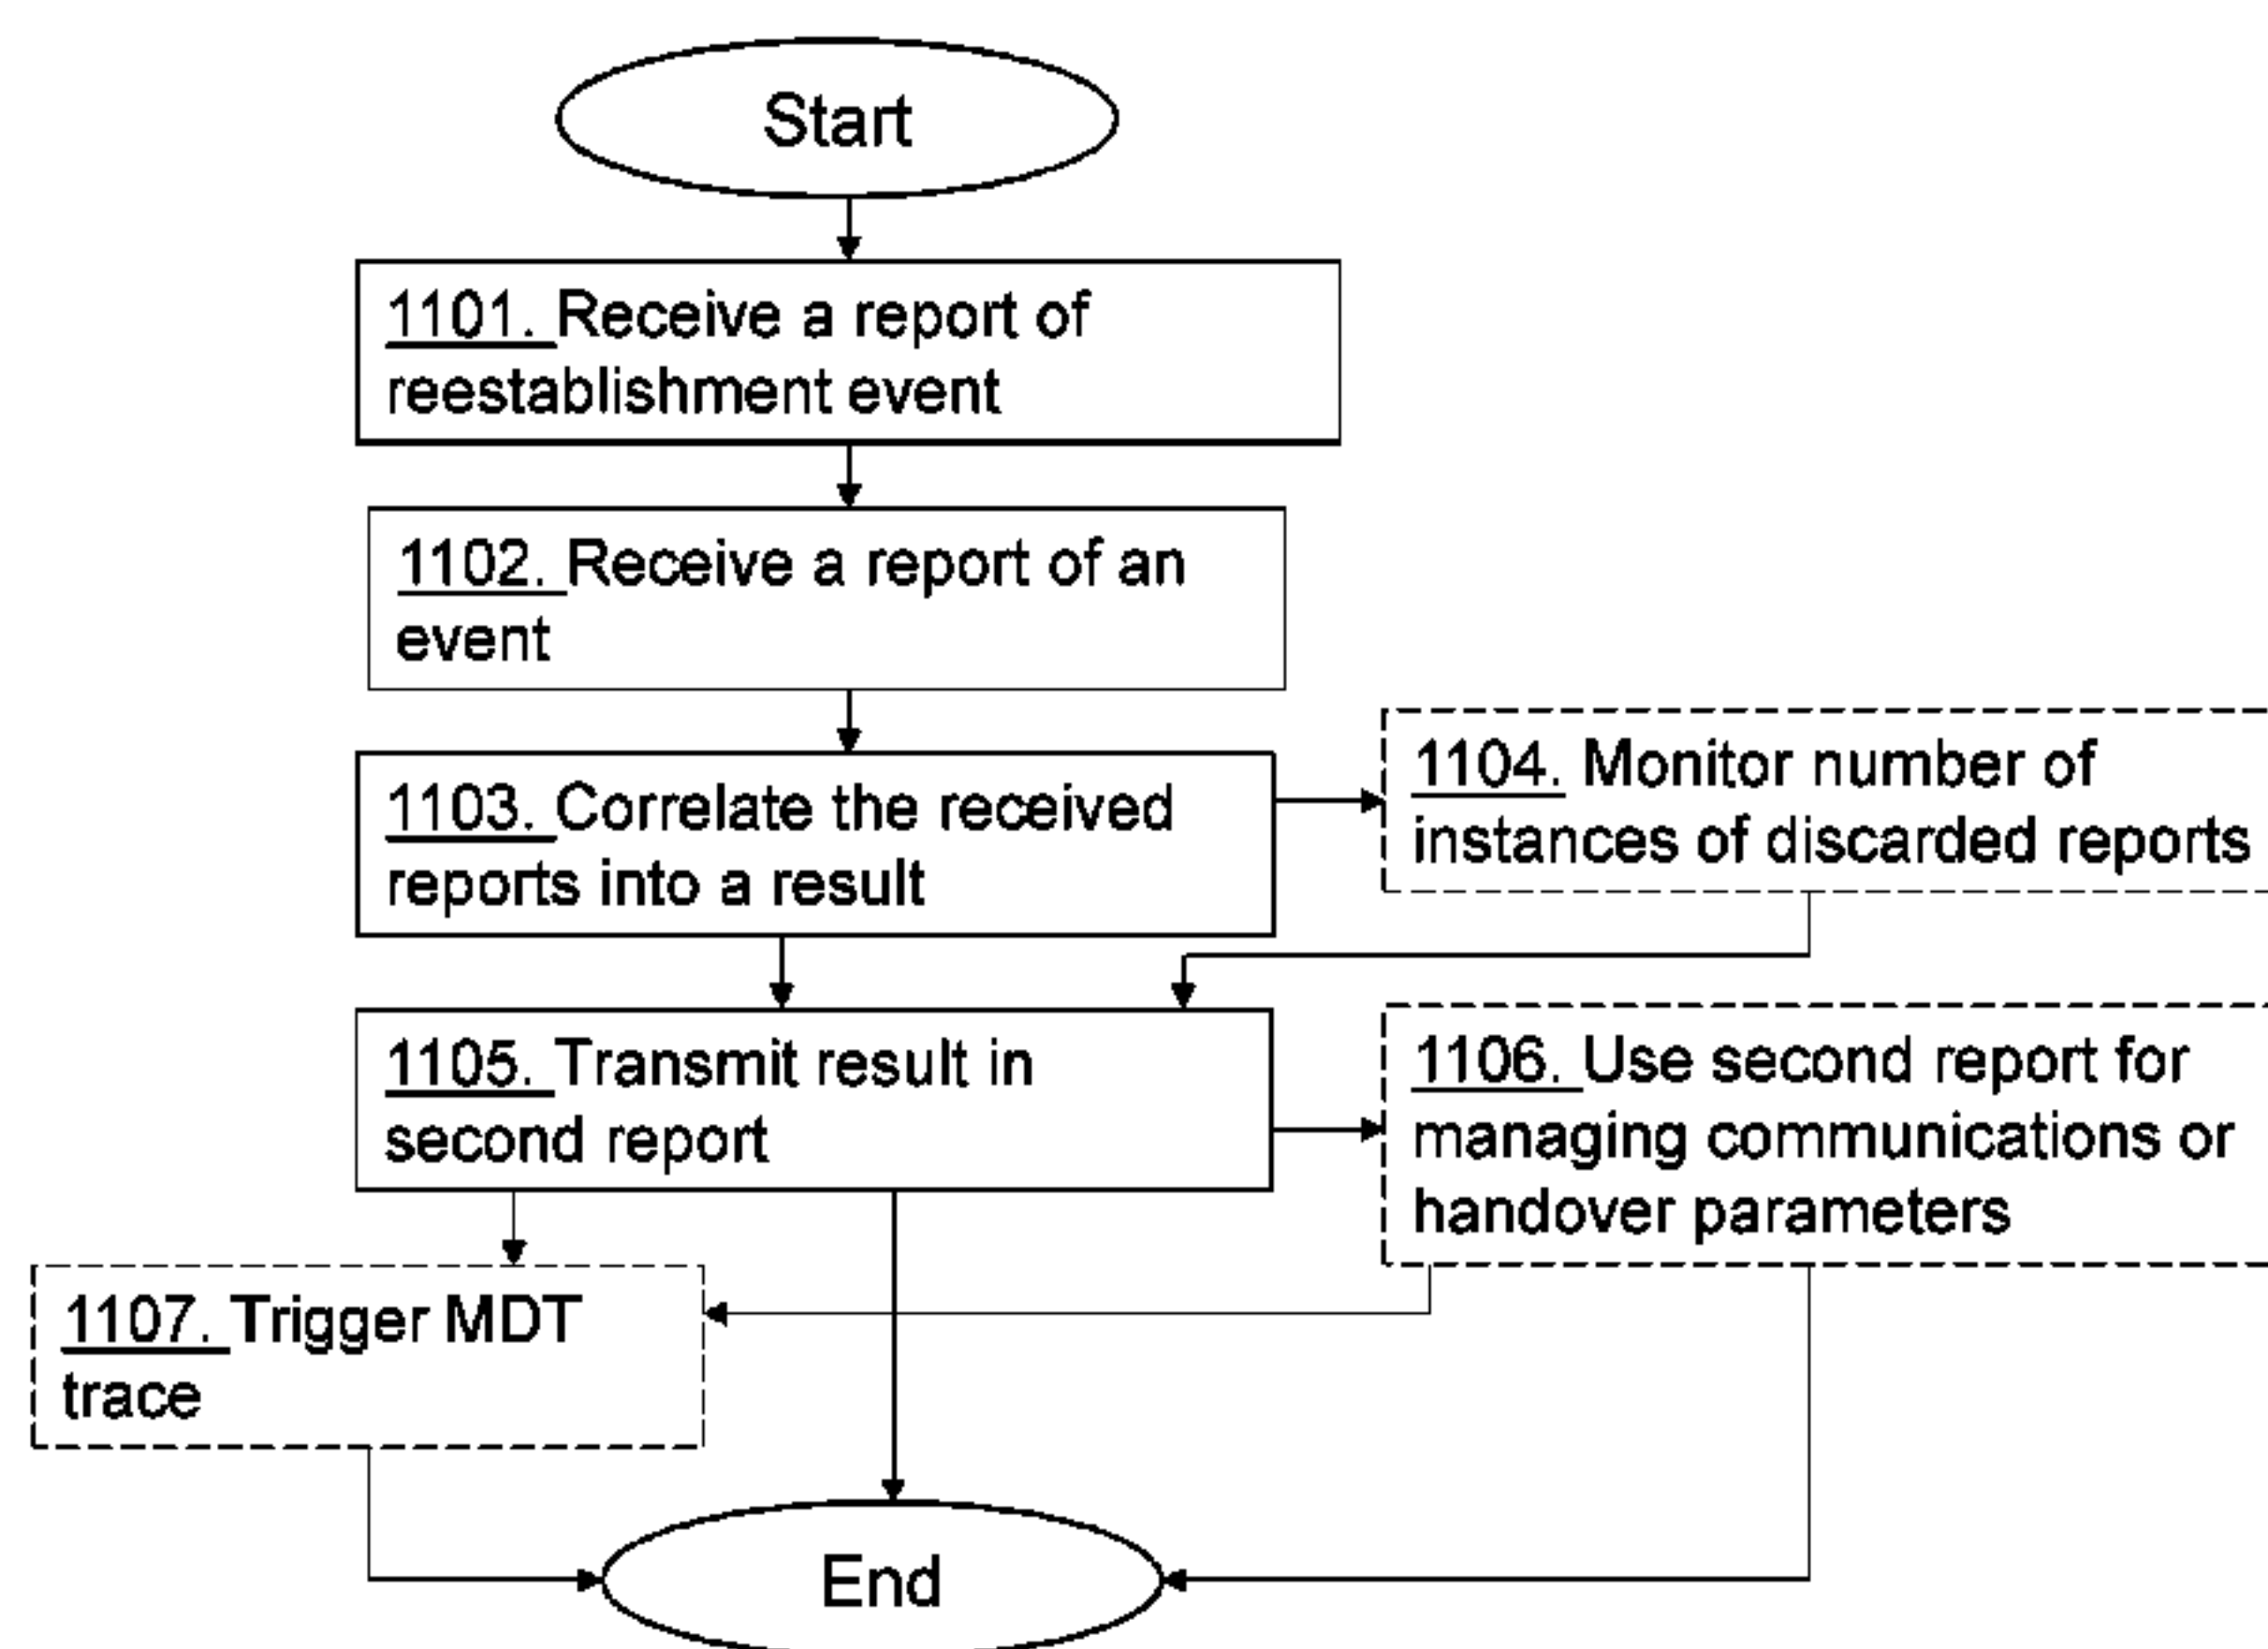 Start
1101. Receive a report of
reestablishment event
1102. Receive a report of an
event
1103. Correlate the received
reports into a result
1104. Monitor number of
instances of discarded reports
1105. Transmit result in
second report
1106. Use second report for
managing communications or
handover parameters
1107. Trigger MDT
trace
End